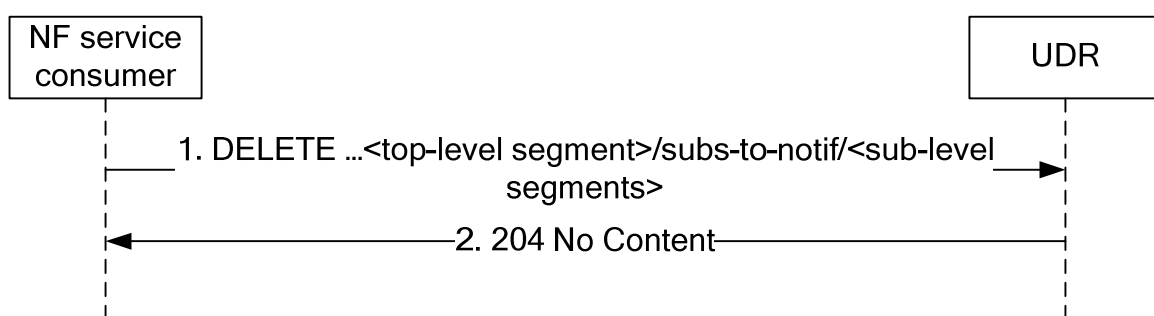 NF service
consumer
UDR
1. DELETE ...<top-level segment>/subs-to-notif/<sub-level
segments>
2. 204 No Content